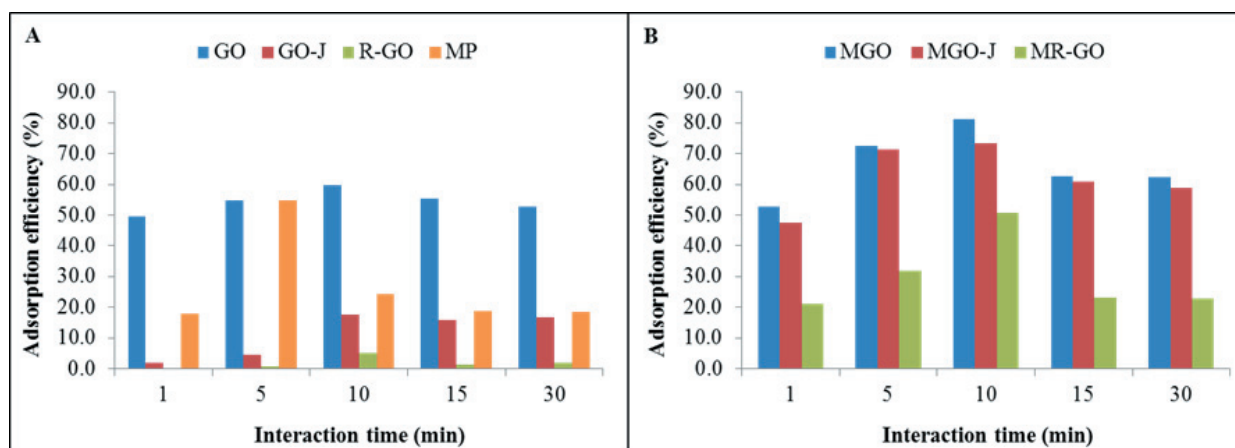 A
GO GO-J R-GO MP
Adsorption efficiency (%)
90.0
80.0
70.0
60.0
50.0
40.0
30.0
20.0
10.0
0.0
1 5 10 15 30
Interaction time (min)
B
MGO MGO-J MR-GO
Adsorption efficiency (%)
90.0
80.0
70.0
60.0
50.0
40.0
30.0
20.0
10.0
0.0
1 5 10 15 30
Interaction time (min)